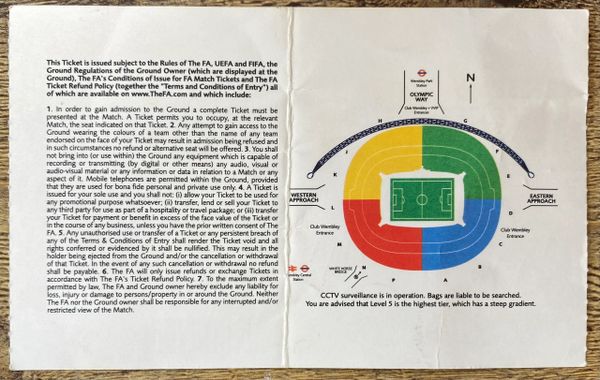 This Ticket is issued subject to the Rules of The FA, UEFA and FIFA, the
Ground Regulations of the Ground Owner (which are displayed at the
Ground), The FA's Conditions of Issue for FA Match Tickets and The FA
Ticket Refund Policy (together the "Terms and Conditions of Entry") all
of which are available on www.TheFA.com and which include:
1. In order to gain admission to the Ground a complete Ticket must be
presented at the Match. A Ticket permits you to occupy, at the relevant
Match, the seat indicated on that Ticket. 2. Any attempt to gain access to the
Ground wearing the colours of a team other than the name of any team
endorsed on the face of your Ticket may result in admission being refused and
in such circumstances no refund or alternative seat will be offered. 3. You shall
not bring into (or use within) the Ground any equipment which is capable of
recording or transmitting (by digital or other means) any audio, visual or
audio-visual material or any information or data in relation to a Match or any
aspect of it. Mobile telephones are permitted within the Ground, provided
that they are used for bona fide personal and private use only. 4. A Ticket is
issued for your sole use and you shall not: (i) allow your Ticket to be used for
any promotional purpose whatsoever; (ii) transfer, lend or sell your Ticket to
any third party for use as part of a hospitality or travel package; or (iii) transfer
your Ticket for payment or benefit in excess of the face value of the Ticket or
in the course of any business, unless you have the prior written consent of The
FA. 5. Any unauthorised use or transfer of a Ticket or any persistent breach of
any of the Terms & Conditions of Entry shall render the Ticket void and all
rights conferred or evidenced by it shall be nullified. This may result in the
holder being ejected from the Ground and/or the cancellation or withdrawal
of that Ticket. In the event of any such cancellation or withdrawal no refund
shall be payable. 6. The FA will only issue refunds or exchange Tickets in
accordance with The FA's Ticket Refund Policy. 7. To the maximum extent
permitted by law, The FA and Ground owner hereby exclude any liability for
loss, injury or damage to persons/property in or around the Ground. Neither
The FA nor the Ground owner shall be responsible for any interrupted and/or
restricted view of the Match.
Wembley Park
Station
OLYMPIC
WAY
Club Wembley + VVIP
Entrance
N
H
G
J
F
K
E
WESTERN
APPROACH
EASTERN
APPROACH
L
D
Club Wembley
Entrance
Club Wembley
Entrance
M
C
WHITE HORSE
BRIDGE
N
P
A
B
Wembley Central
Station
CCTV surveillance is in operation. Bags are liable to be searched.
You are advised that Level 5 is the highest tier, which has a steep gradient.